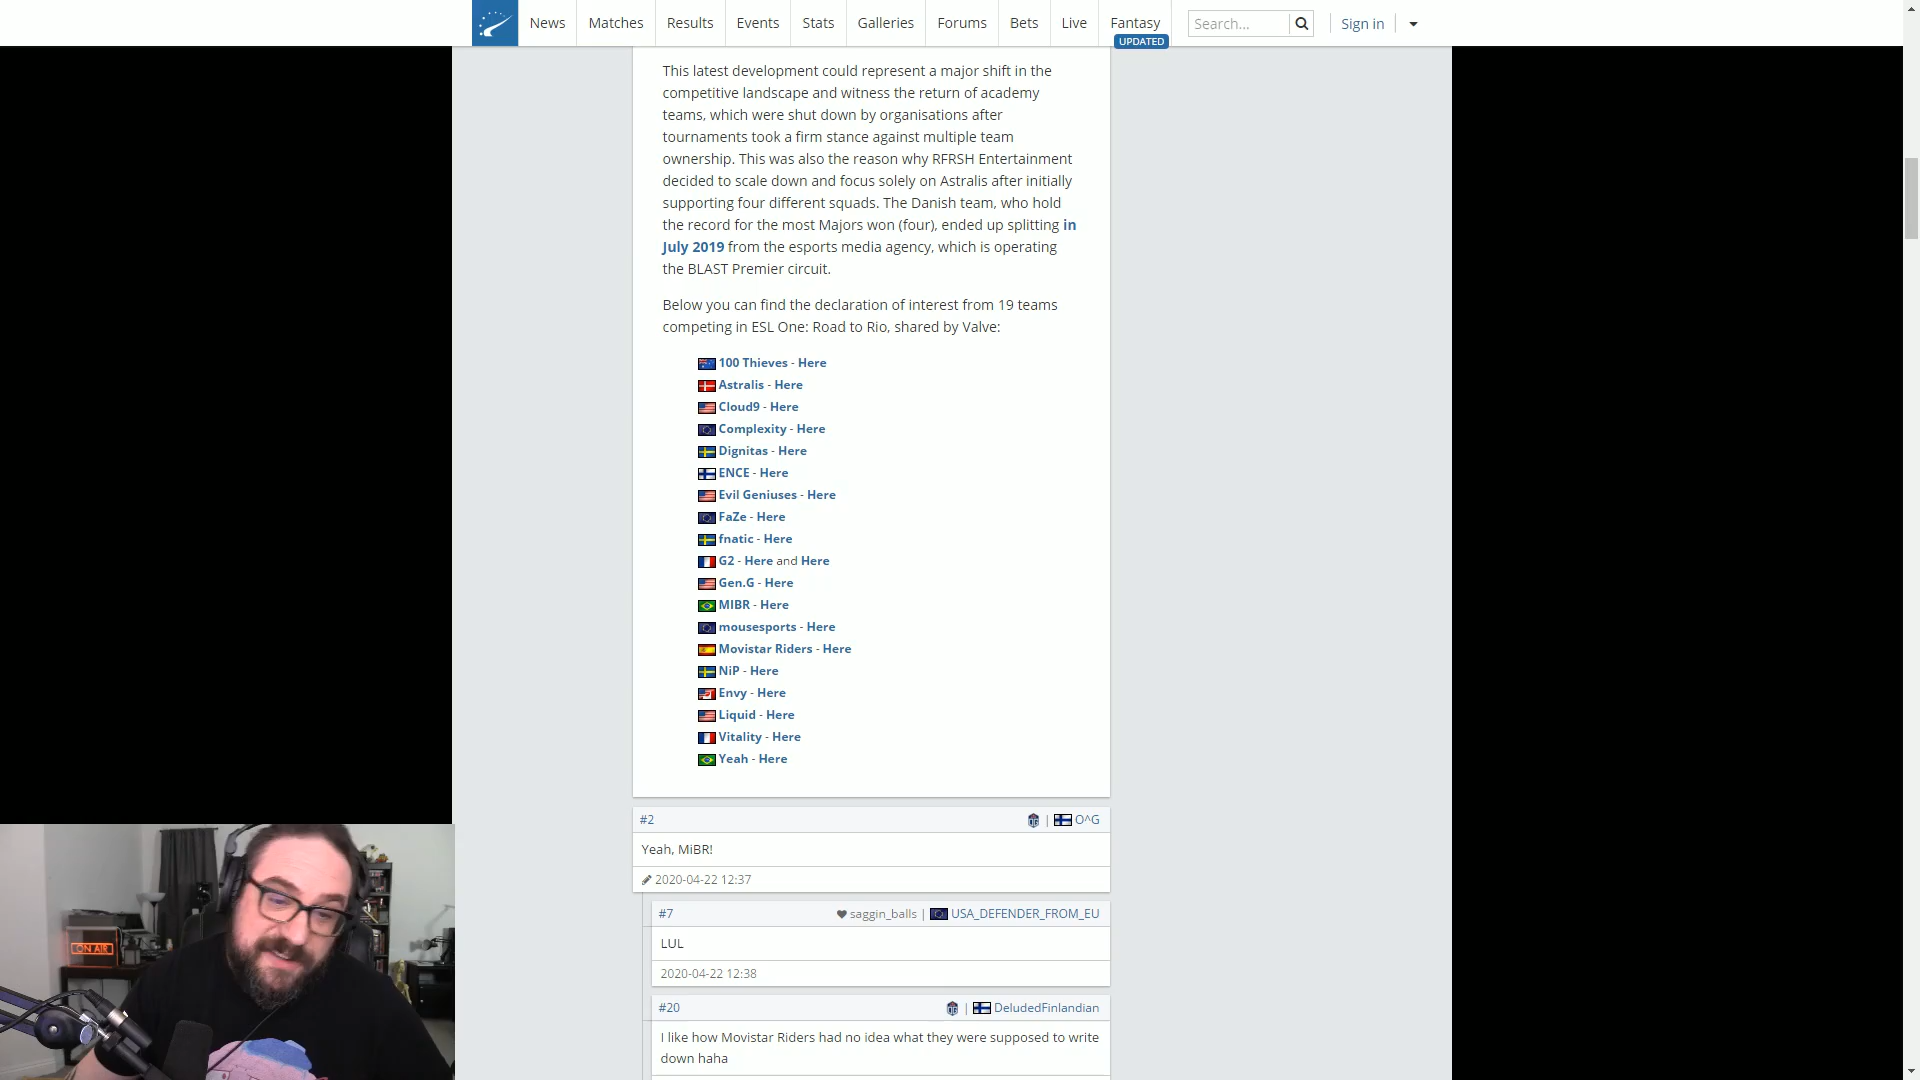 News Matches Results Events Stats Galleries Forums Bets Live Fantasy Search... Sign in
UPDATED
This latest development could represent a major shift in the
competitive landscape and witness the return of academy
teams, which were shut down by organisations after
tournaments took a firm stance against multiple team
ownership. This was also the reason why RFRSH Entertainment
decided to scale down and focus solely on Astralis after initially
supporting four different squads. The Danish team, who hold
the record for the most Majors won (four), ended up splitting in
July 2019 from the esports media agency, which is operating
the BLAST Premier circuit.
Below you can find the declaration of interest from 19 teams
competing in ESL One: Road to Rio, shared by Valve:
100 Thieves - Here
Astralis - Here
Cloud9 - Here
Complexity - Here
Dignitas - Here
ENCE - Here
Evil Geniuses - Here
FaZe - Here
fnatic - Here
G2 - Here and Here
Gen.G - Here
MIBR - Here
mousesports - Here
Movistar Riders - Here
NiP - Here
Envy - Here
Liquid - Here
Vitality - Here
Yeah - Here
#2 | O^G
Yeah, MiBR!
2020-04-22 12:37
#7 saggin_balls | USA_DEFENDER_FROM_EU
LUL
2020-04-22 12:38
#20 | DeludedFinlandian
I like how Movistar Riders had no idea what they were supposed to write
down haha
ON AIR